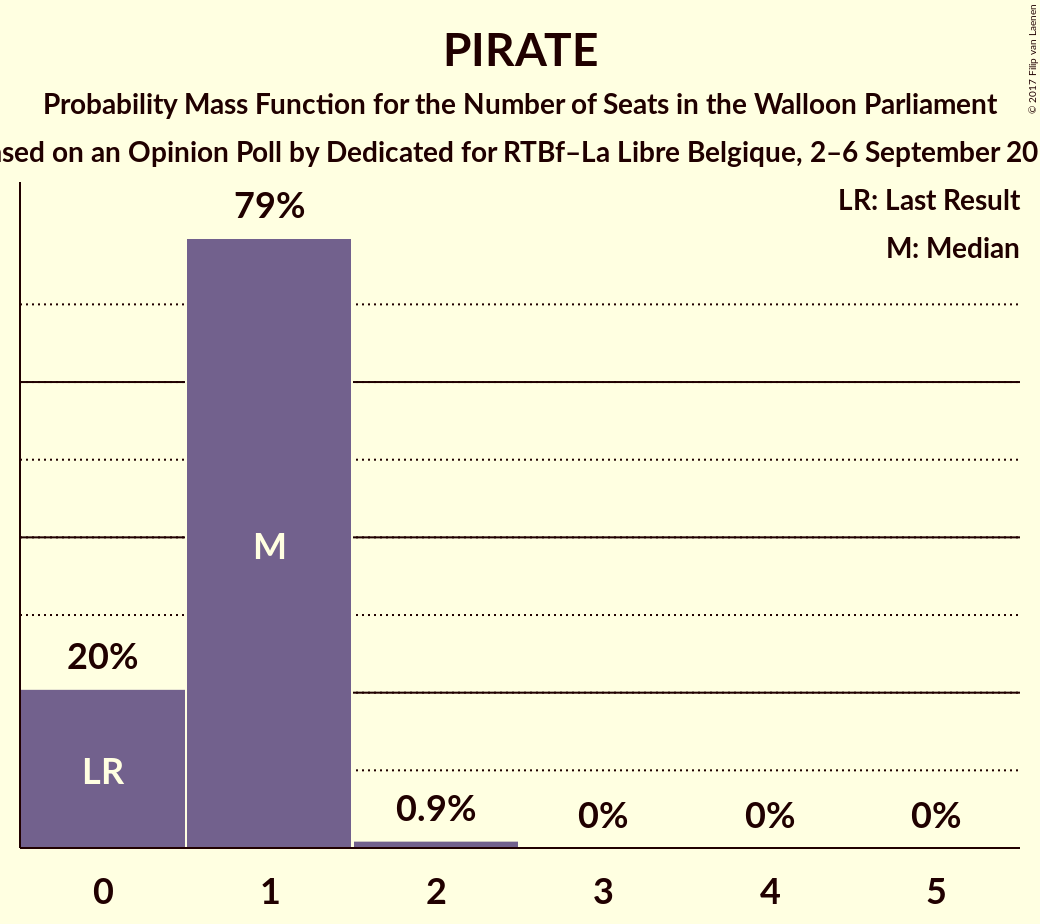 PIRATE
Probability Mass Function for the Number of Seats in the Walloon Parliament
on an Opinion Poll by Dedicated for RTBf–La Libre Belgique, 2–6 September
© 2017 Filip van Laenen
LR: Last Result
M: Median
79%
M
20%
LR
0.9%
0%
0%
0%
0
1
2
3
4
5